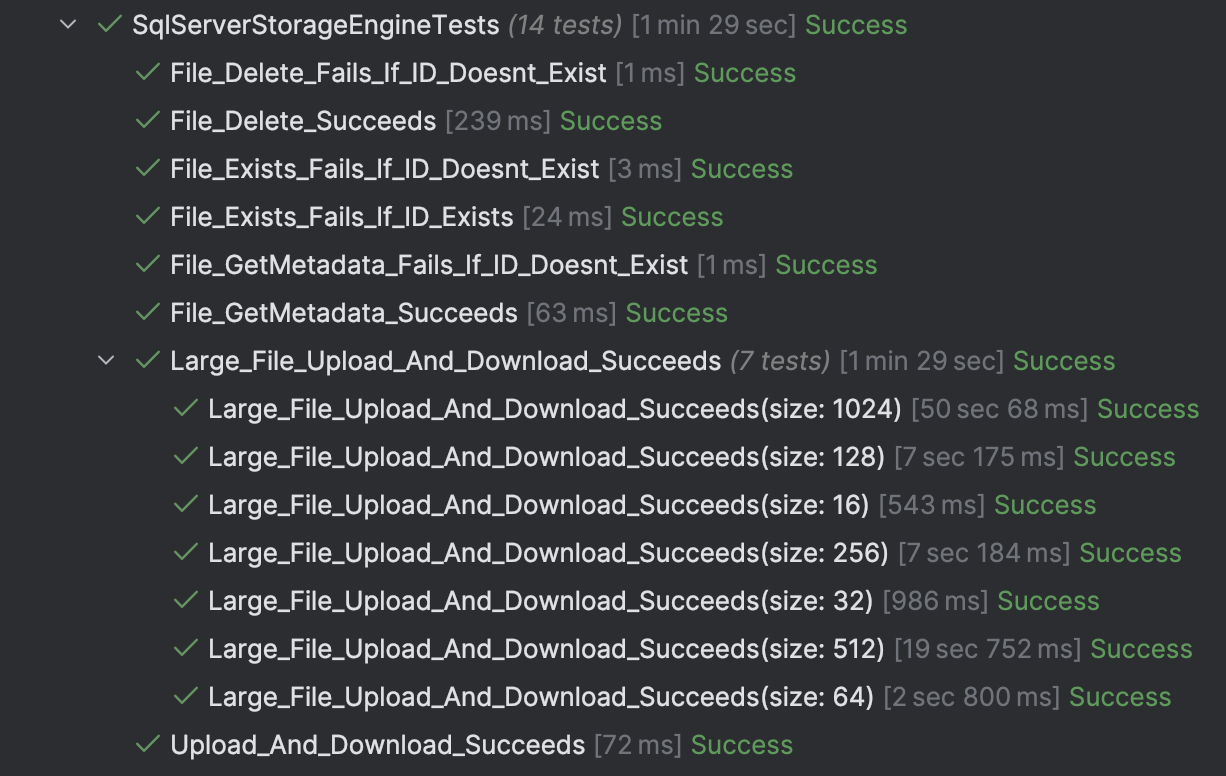 SqlServerStorageEngineTests (14 tests) [1 min 29 sec] Success
File_Delete_Fails_If_ID_Doesnt_Exist [1 ms] Success
File_Delete_Succeeds [239 ms] Success
File_Exists_Fails_If_ID_Doesnt_Exist [3 ms] Success
File_Exists_Fails_If_ID_Exists [24 ms] Success
File_GetMetadata_Fails_If_ID_Doesnt_Exist [1 ms] Success
File_GetMetadata_Succeeds [63 ms] Success
Large_File_Upload_And_Download_Succeeds (7 tests) [1 min 29 sec] Success
Large_File_Upload_And_Download_Succeeds(size: 1024) [50 sec 68 ms] Success
Large_File_Upload_And_Download_Succeeds(size: 128) [7 sec 175 ms] Success
Large_File_Upload_And_Download_Succeeds(size: 16) [543 ms] Success
Large_File_Upload_And_Download_Succeeds(size: 256) [7 sec 184 ms] Success
Large_File_Upload_And_Download_Succeeds(size: 32) [986 ms] Success
Large_File_Upload_And_Download_Succeeds(size: 512) [19 sec 752 ms] Success
Large_File_Upload_And_Download_Succeeds(size: 64) [2 sec 800 ms] Success
Upload_And_Download_Succeeds [72 ms] Success